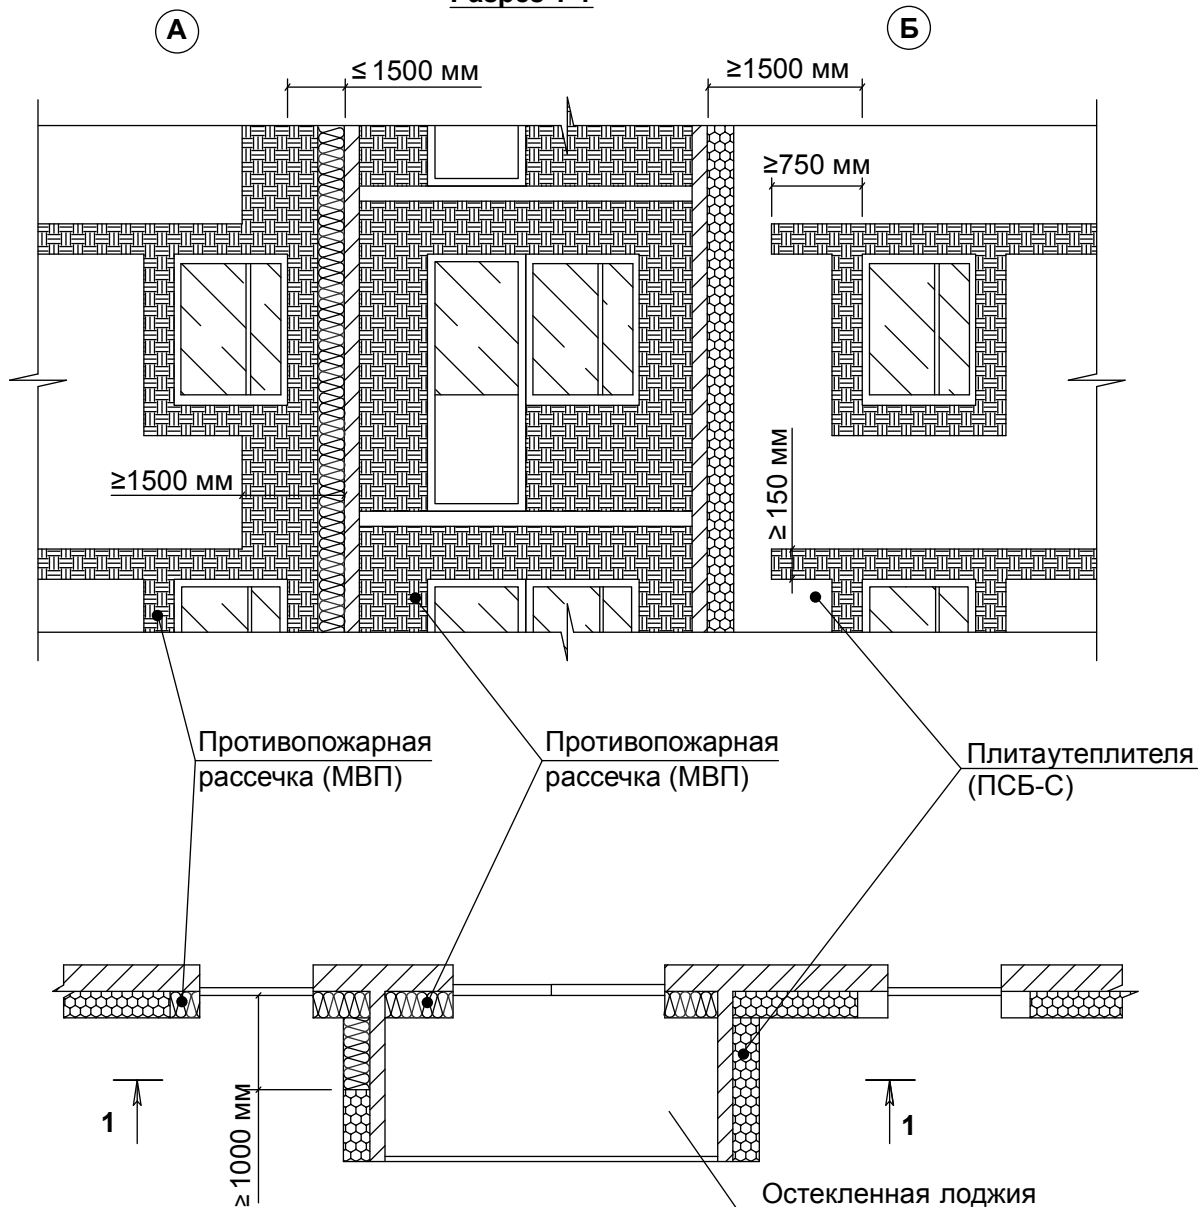 Разрез 1-1
А
Б
≤ 1500 мм
≥1500 мм
≥750 мм
≥1500 мм
≥ 150 мм
Противопожарная
рассечка (МВП)
Противопожарная
рассечка (МВП)
Плитаутеплителя
(ПСБ-С)
≥ 1000 мм
1
1
Остекленная лоджия